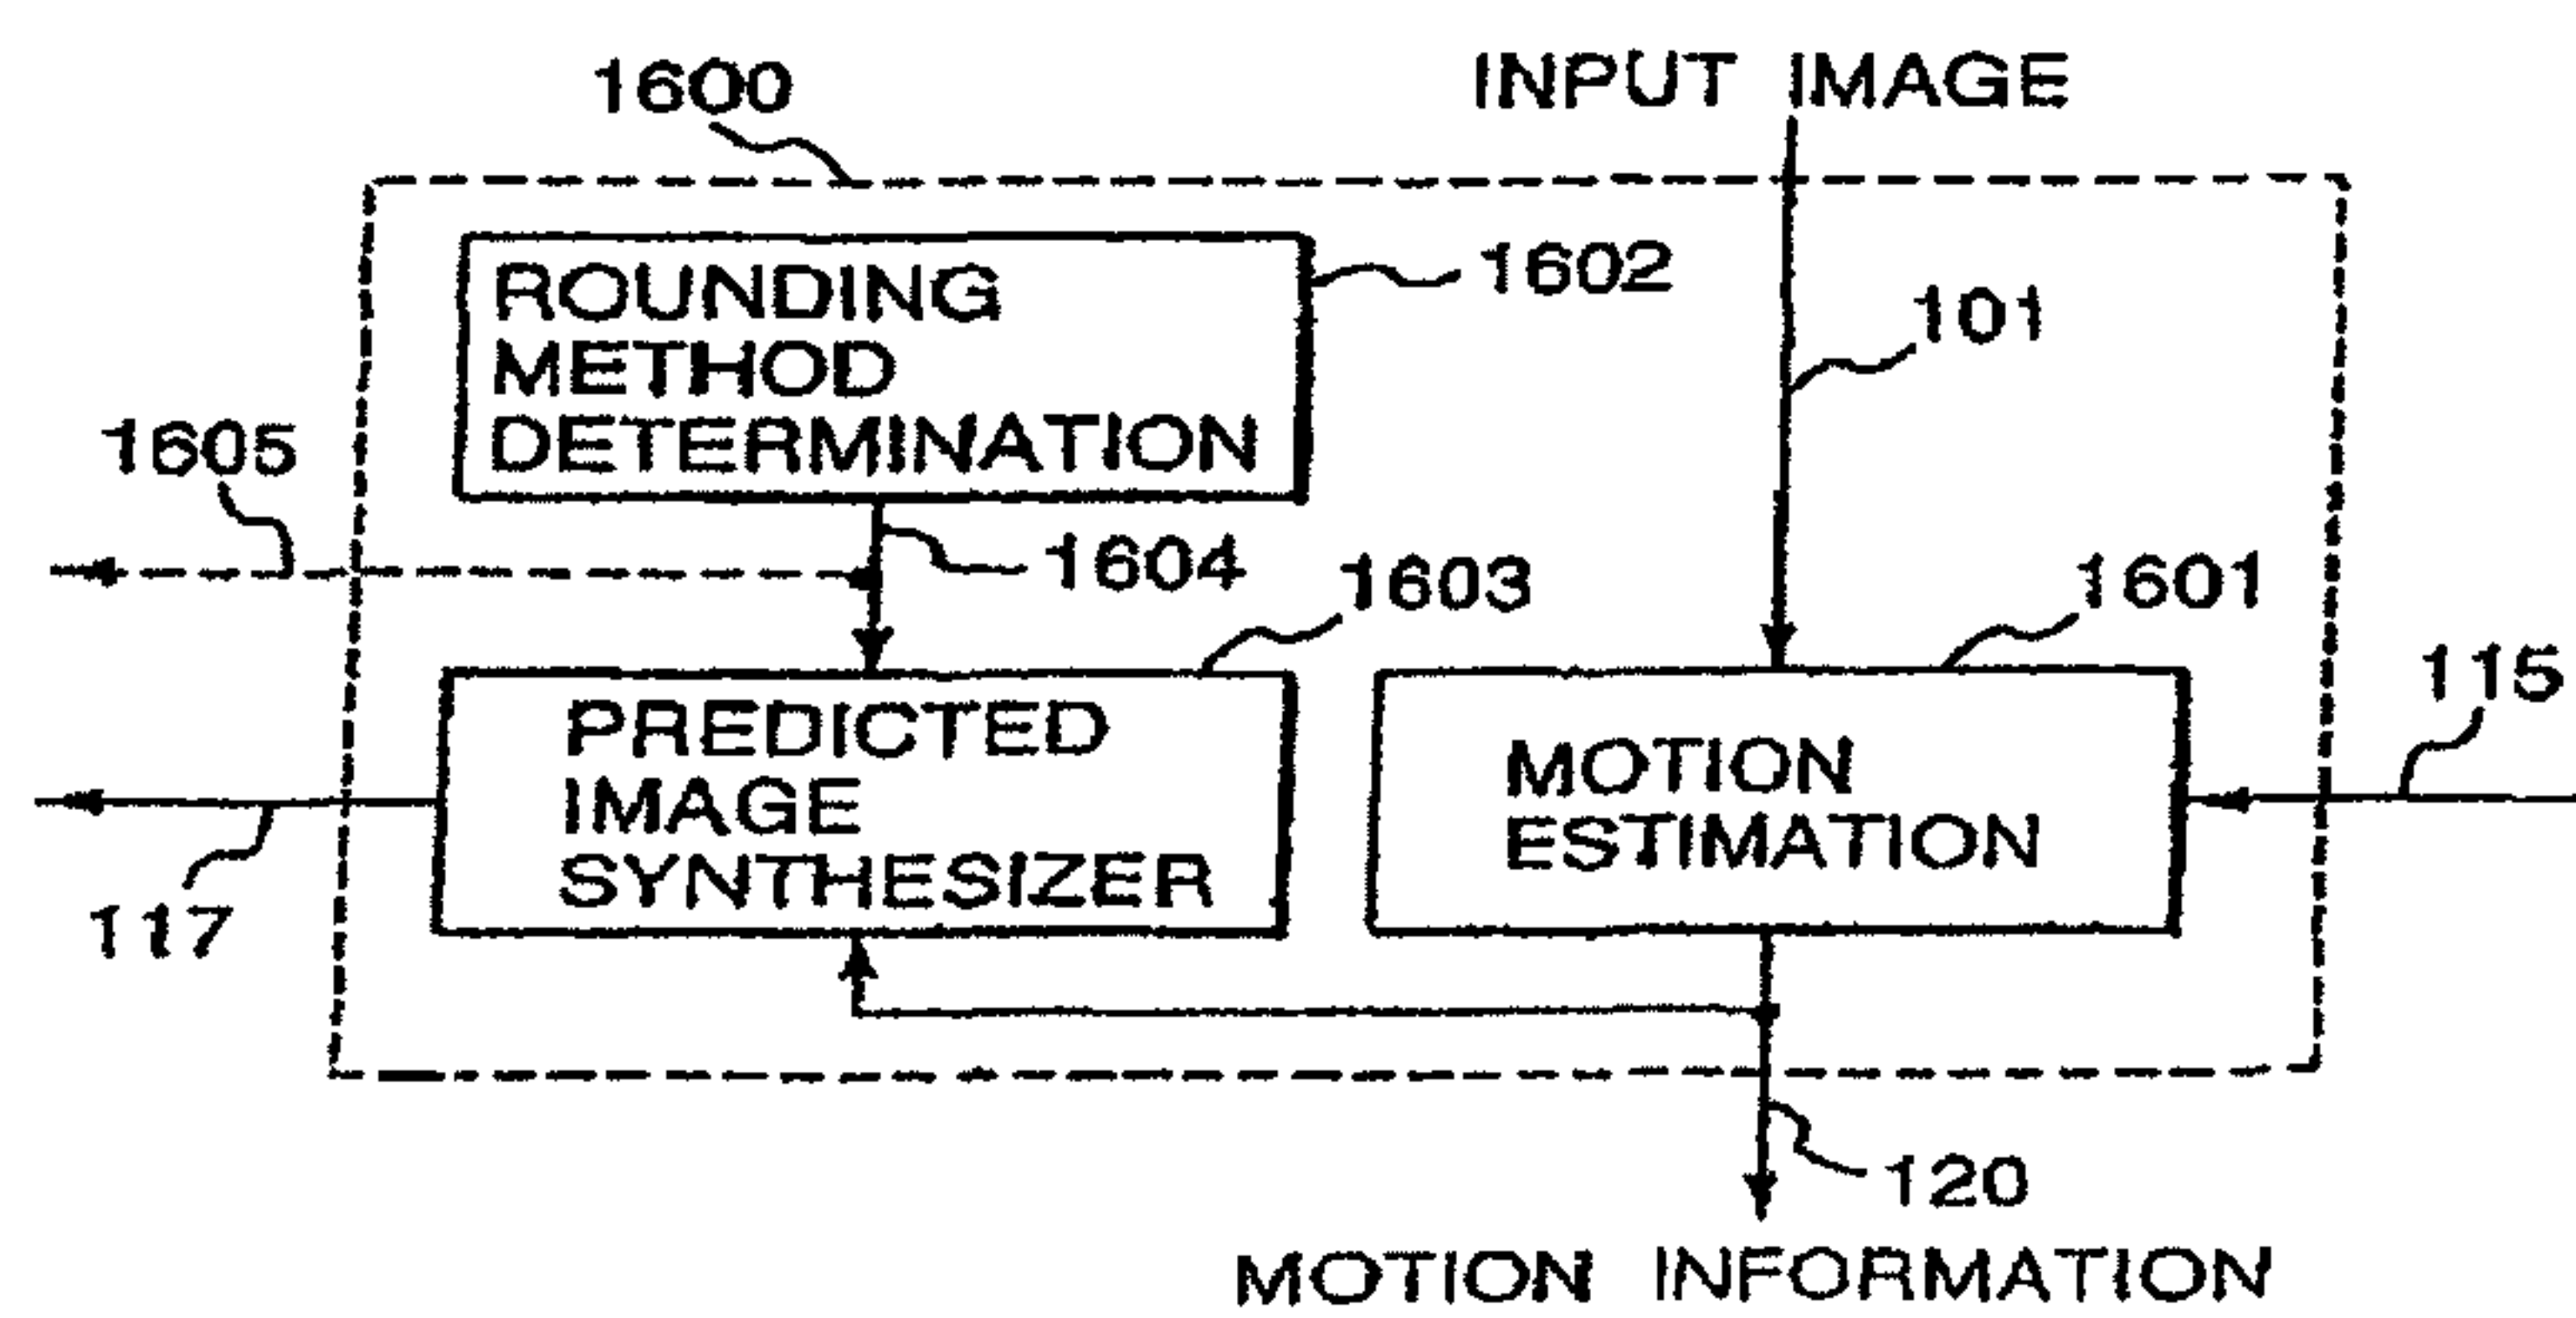 1600
INPUT IMAGE
ROUNDING
METHOD
DETERMINATION
1602
101
1605
1604
1603
1601
115
PREDICTED
IMAGE
SYNTHESIZER
MOTION
ESTIMATION
117
120
MOTION INFORMATION